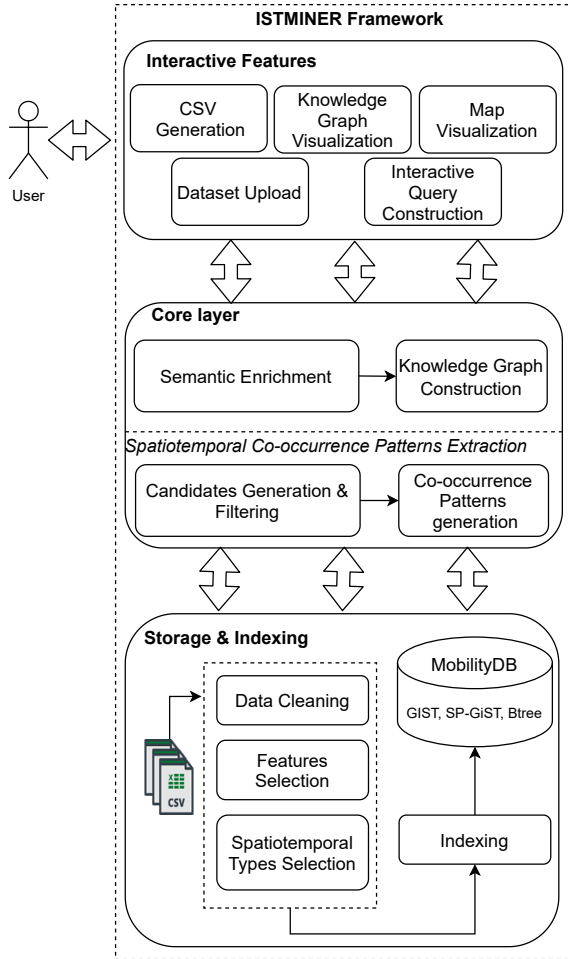 ISTMINER Framework
Interactive Features
CSV
Generation
Knowledge
Graph
Visualization
Map
Visualization
Dataset Upload
Interactive
Query
Construction
User
Core layer
Semantic Enrichment
Knowledge Graph
Construction
Spatiotemporal Co-occurrence Patterns Extraction
Candidates Generation &
Filtering
Co-occurrence
Patterns
generation
Storage & Indexing
MobilityDB
GIST, SP-GiST, Btree
Data Cleaning
Features
Selection
CSV
Spatiotemporal
Types Selection
Indexing